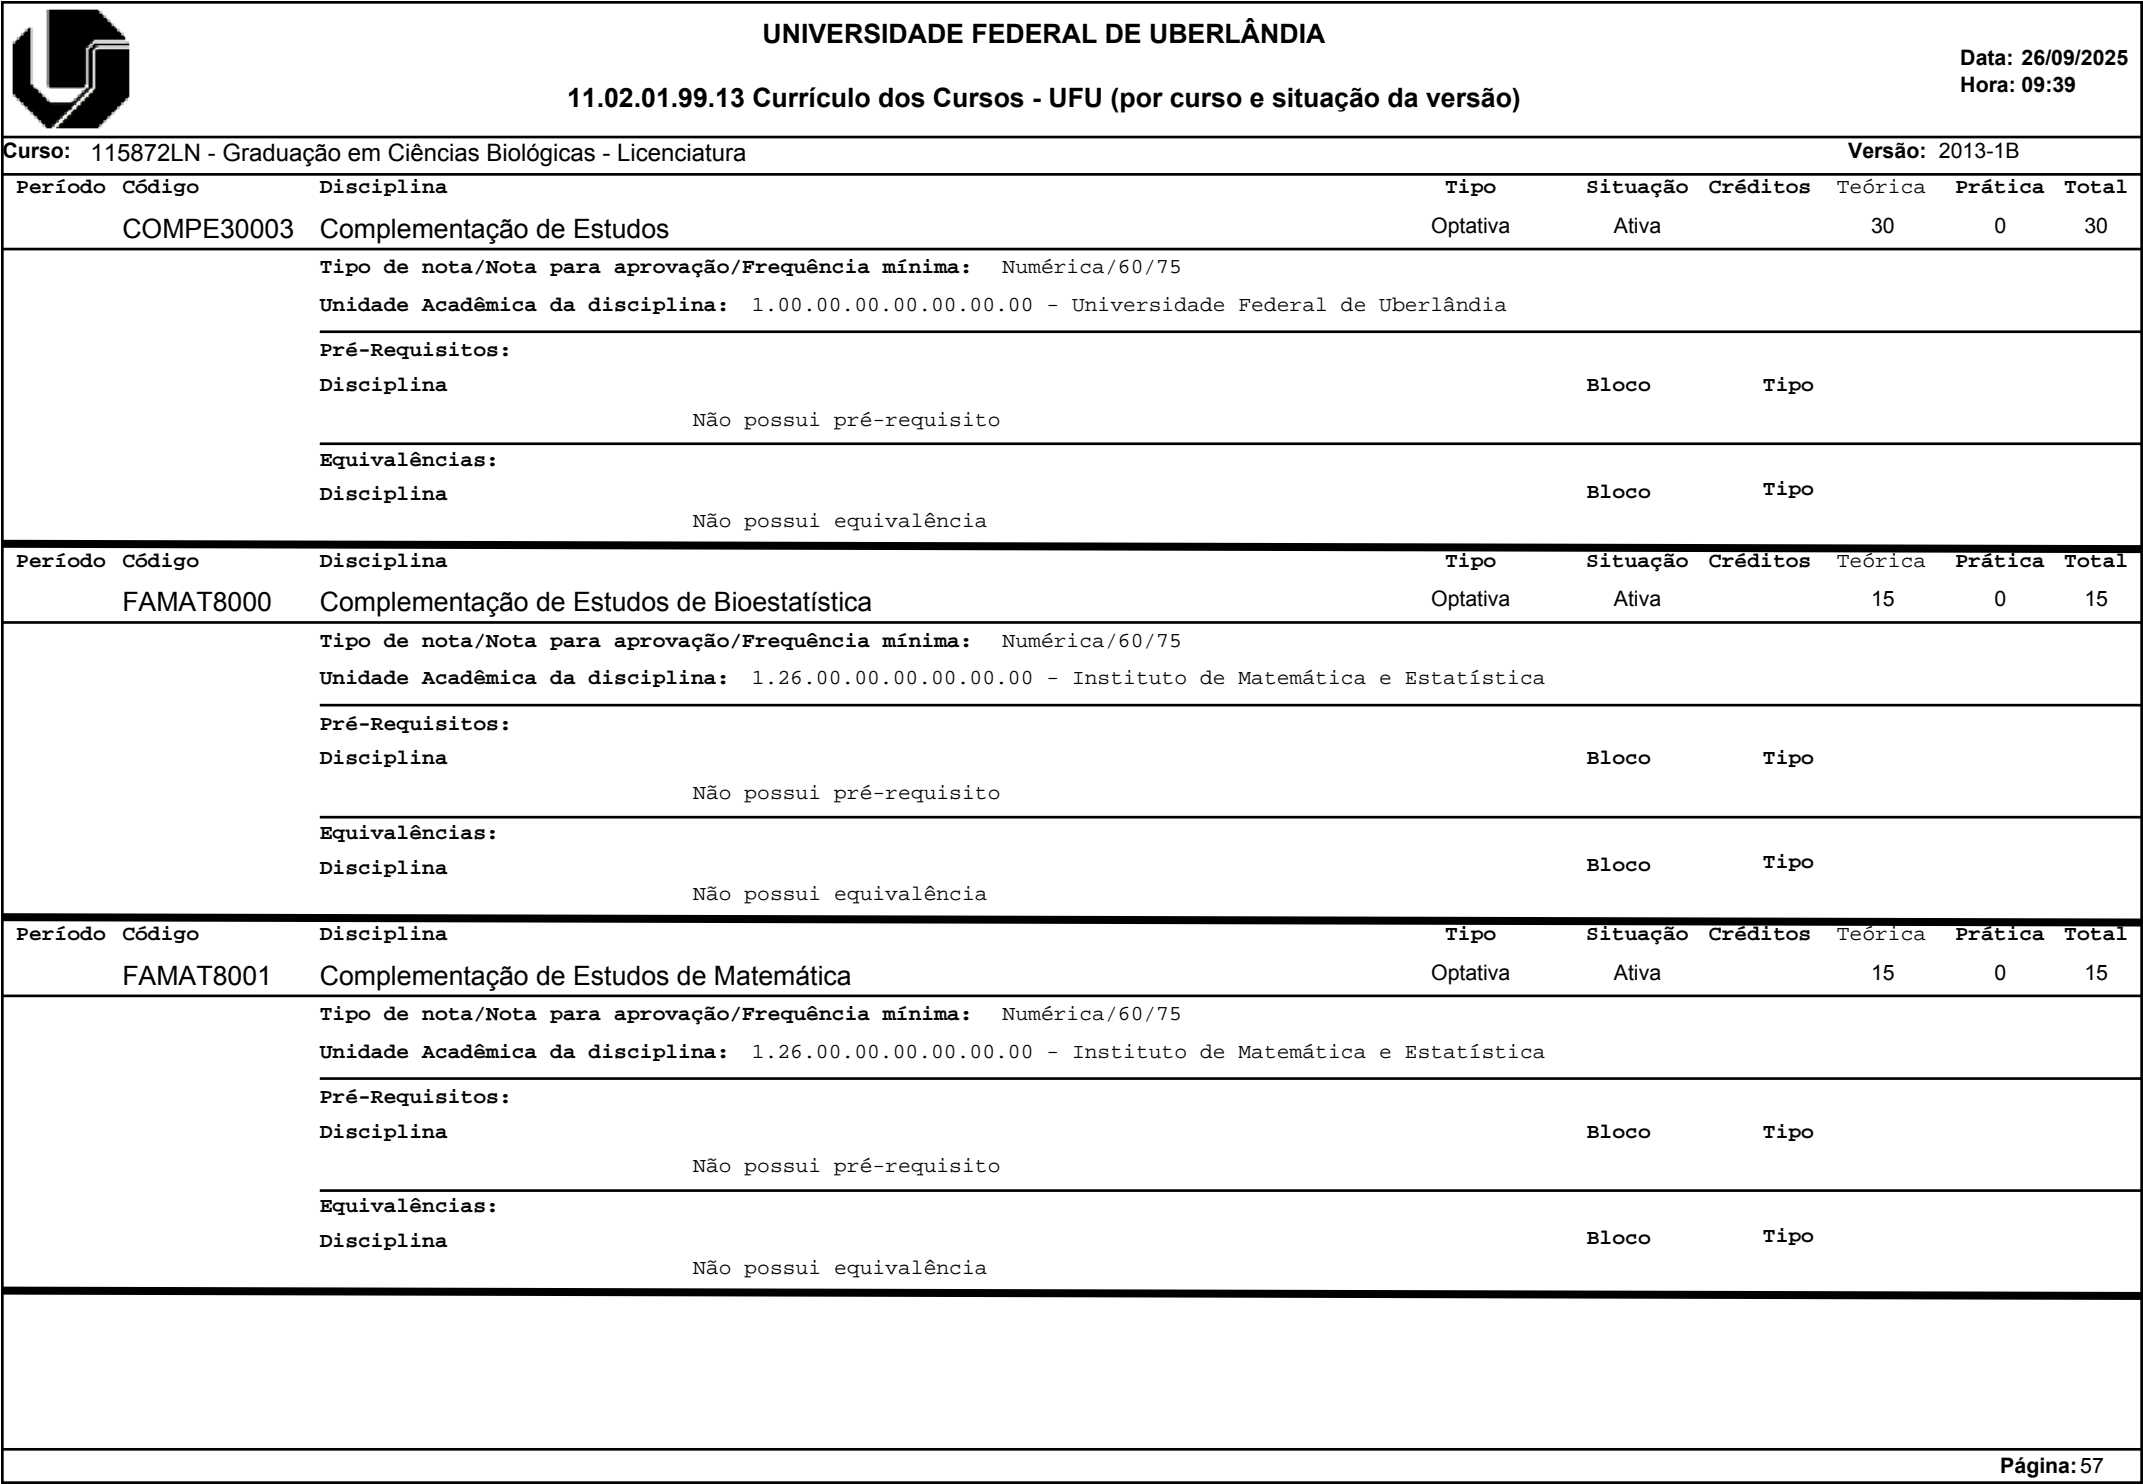 UNIVERSIDADE FEDERAL DE UBERLÂNDIA
Data: 26/09/2025
Hora: 09:39
11.02.01.99.13 Currículo dos Cursos - UFU (por curso e situação da versão)
Curso: 115872LN - Graduação em Ciências Biológicas - Licenciatura Versão: 2013-1B
Período Código Disciplina Tipo Situação Créditos Teórica Prática Total
COMPE30003 Complementação de Estudos Optativa Ativa 30 0 30
Tipo de nota/Nota para aprovação/Frequência mínima: Numérica/60/75
Unidade Acadêmica da disciplina: 1.00.00.00.00.00.00.00 - Universidade Federal de Uberlândia
Pré-Requisitos:
Disciplina Bloco Tipo
Não possui pré-requisito
Equivalências:
Disciplina Bloco Tipo
Não possui equivalência
Período Código Disciplina Tipo Situação Créditos Teórica Prática Total
FAMAT8000 Complementação de Estudos de Bioestatística Optativa Ativa 15 0 15
Tipo de nota/Nota para aprovação/Frequência mínima: Numérica/60/75
Unidade Acadêmica da disciplina: 1.26.00.00.00.00.00.00 - Instituto de Matemática e Estatística
Pré-Requisitos:
Disciplina Bloco Tipo
Não possui pré-requisito
Equivalências:
Disciplina Bloco Tipo
Não possui equivalência
Período Código Disciplina Tipo Situação Créditos Teórica Prática Total
FAMAT8001 Complementação de Estudos de Matemática Optativa Ativa 15 0 15
Tipo de nota/Nota para aprovação/Frequência mínima: Numérica/60/75
Unidade Acadêmica da disciplina: 1.26.00.00.00.00.00.00 - Instituto de Matemática e Estatística
Pré-Requisitos:
Disciplina Bloco Tipo
Não possui pré-requisito
Equivalências:
Disciplina Bloco Tipo
Não possui equivalência
Página: 57